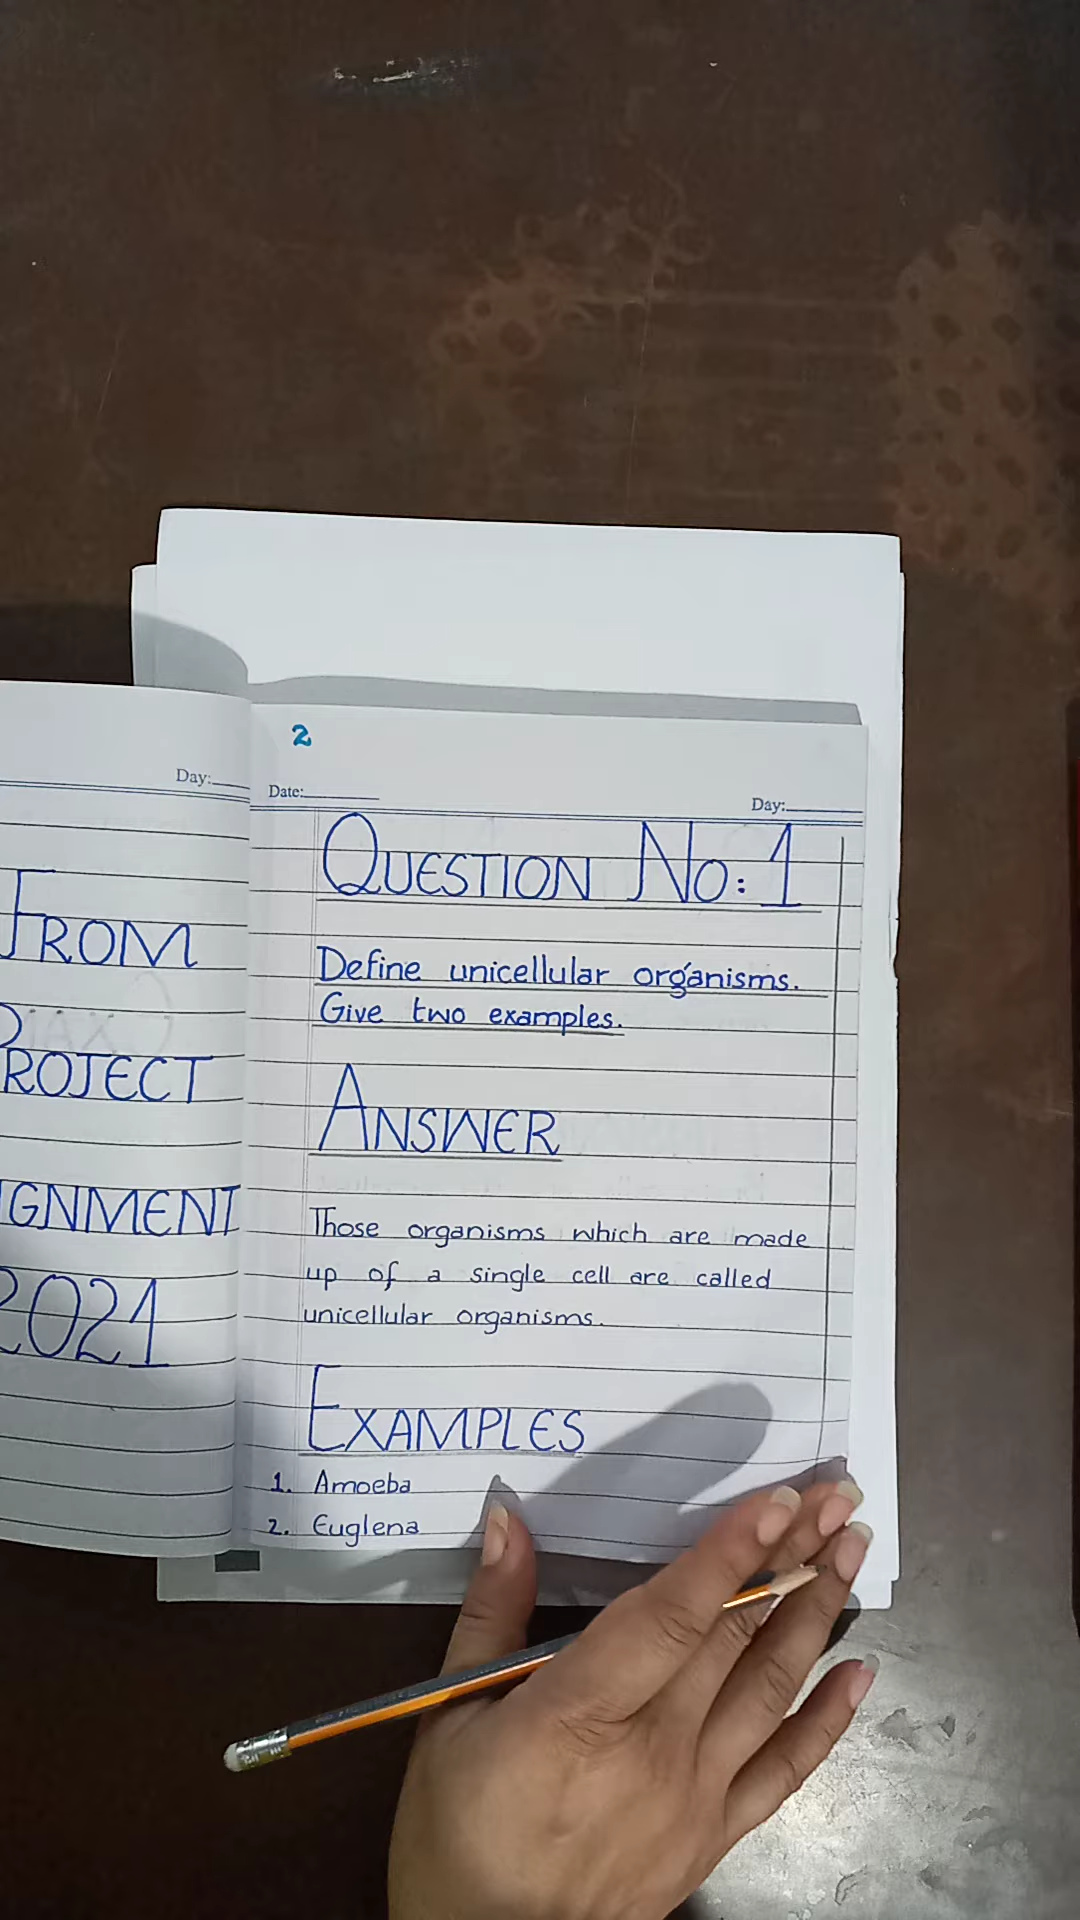 Day:
FROM
PROJECT
IGNMENT
2021
2
Date:
Day:
QUESTION NO: 1
Define unicellular organisms.
Give two examples.
ANSWER
Those organisms which are made
up of a single cell are called
unicellular organisms.
EXAMPLES
1. Amoeba
2. Euglena